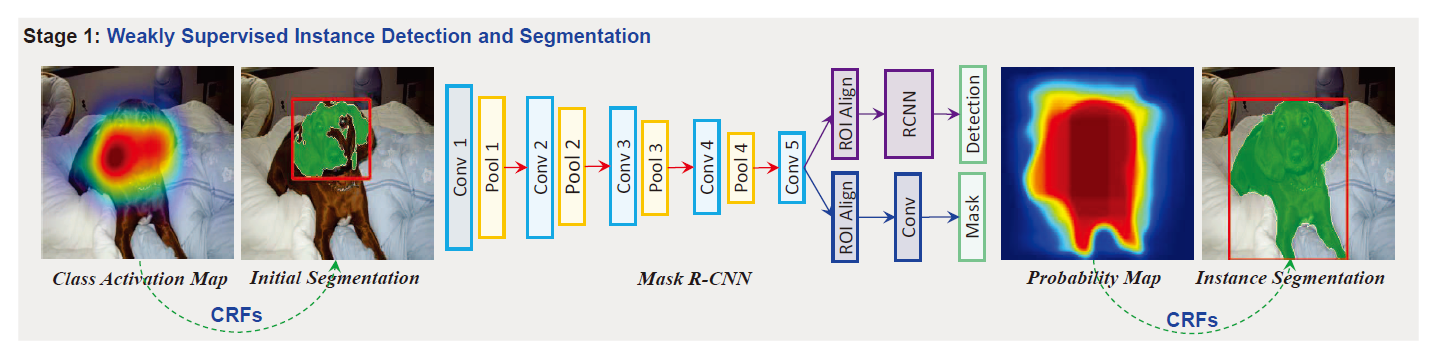 Stage 1: Weakly Supervised Instance Detection and Segmentation
Class Activation Map
Initial Segmentation
CRFs
Conv 1
Pool 1
Conv 2
Pool 2
Conv 3
Pool 3
Conv 4
Pool 4
Conv 5
ROI Align
RCNN
Detection
ROI Align
Conv
Mask
Mask R-CNN
Probability Map
Instance Segmentation
CRFs